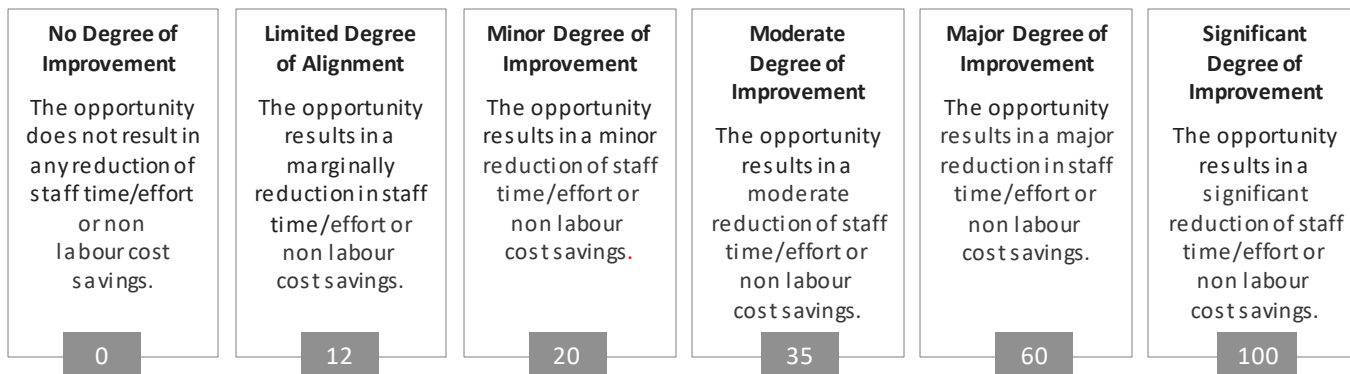 No Degree of
Improvement
The opportunity
does not result in
any reduction of
staff time/effort
or non
labour cost
savings.
0
Limited Degree
of Alignment
The opportunity
results in a
marginally
reduction in staff
time/effort or
non labour
cost savings.
12
Minor Degree of
Improvement
The opportunity
results in a minor
reduction of staff
time/effort or
non labour
cost savings.
20
Moderate
Degree of
Improvement
The opportunity
results in a
moderate
reduction of staff
time/effort or
non labour
cost savings.
35
Major Degree of
Improvement
The opportunity
results in a major
reduction in staff
time/effort or
non labour
cost savings.
60
Significant
Degree of
Improvement
The opportunity
results in a
significant
reduction of staff
time/effort or
non labour
cost savings.
100